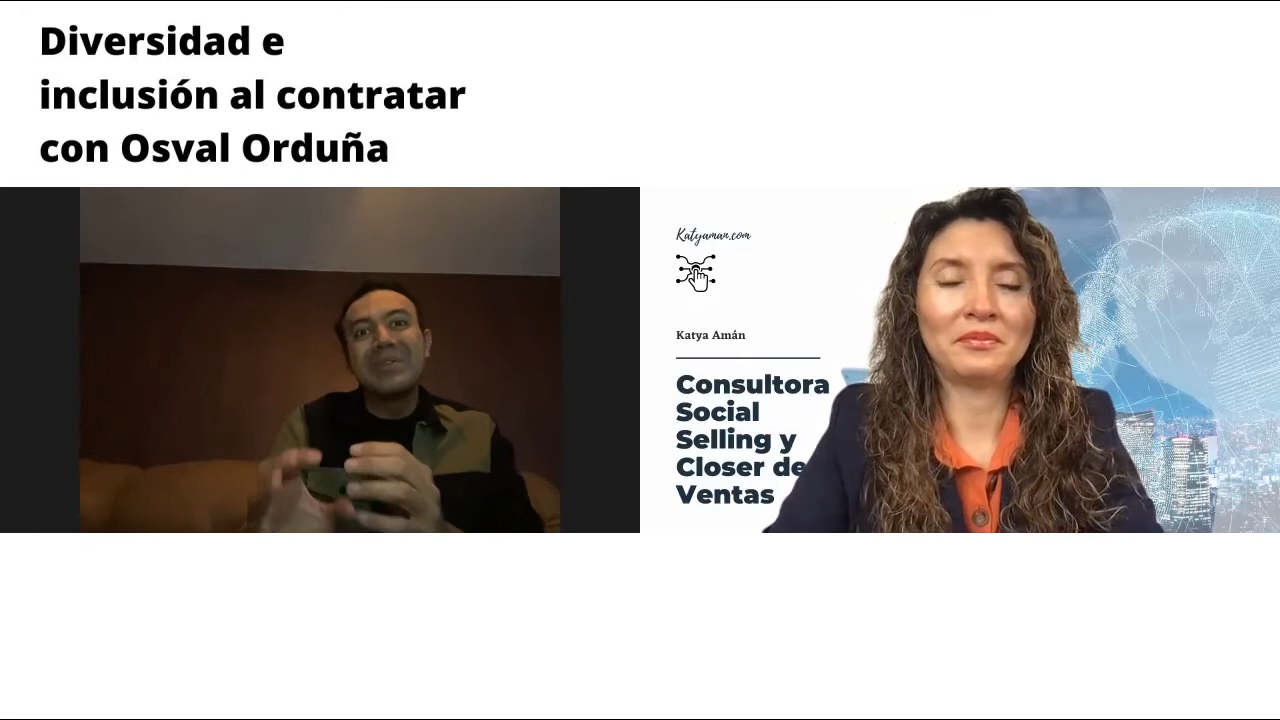 Diversidad e
inclusión al contratar
con Osval Orduña
Katyaman.com
Katya Amán
Consultora
Social
Selling y
Closer de
Ventas